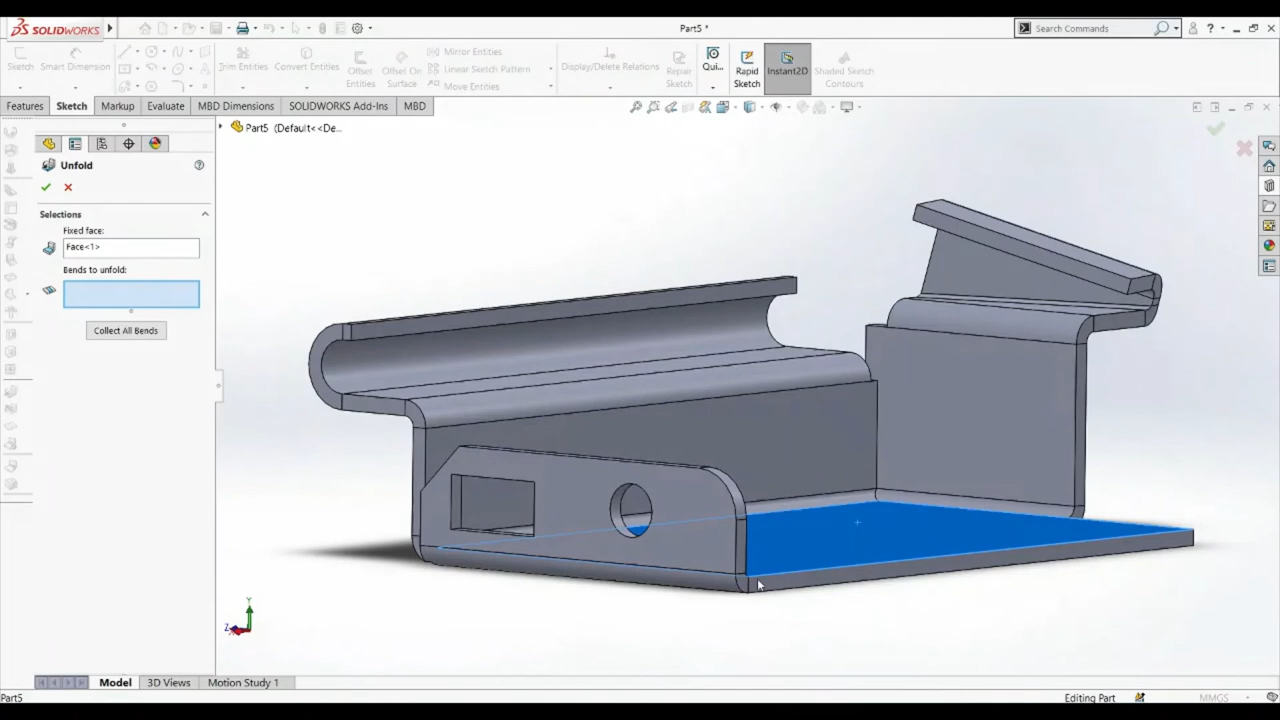 SOLIDWORKS
Part5 *
Search Commands
Sketch
Smart Dimension
Trim Entities
Convert Entities
Offset Entities
Offset On Surface
Mirror Entities
Linear Sketch Pattern
Move Entities
Display/Delete Relations
Repair Sketch
Qui...
Rapid Sketch
Instant2D
Shaded Sketch Contours
Features
Sketch
Markup
Evaluate
MBD Dimensions
SOLIDWORKS Add-Ins
MBD
Part5 (Default<<De...
Unfold
Selections
Fixed face:
Face<1>
Bends to unfold:
Collect All Bends
Y
Z
Model
3D Views
Motion Study 1
Part5
Editing Part
MMGS